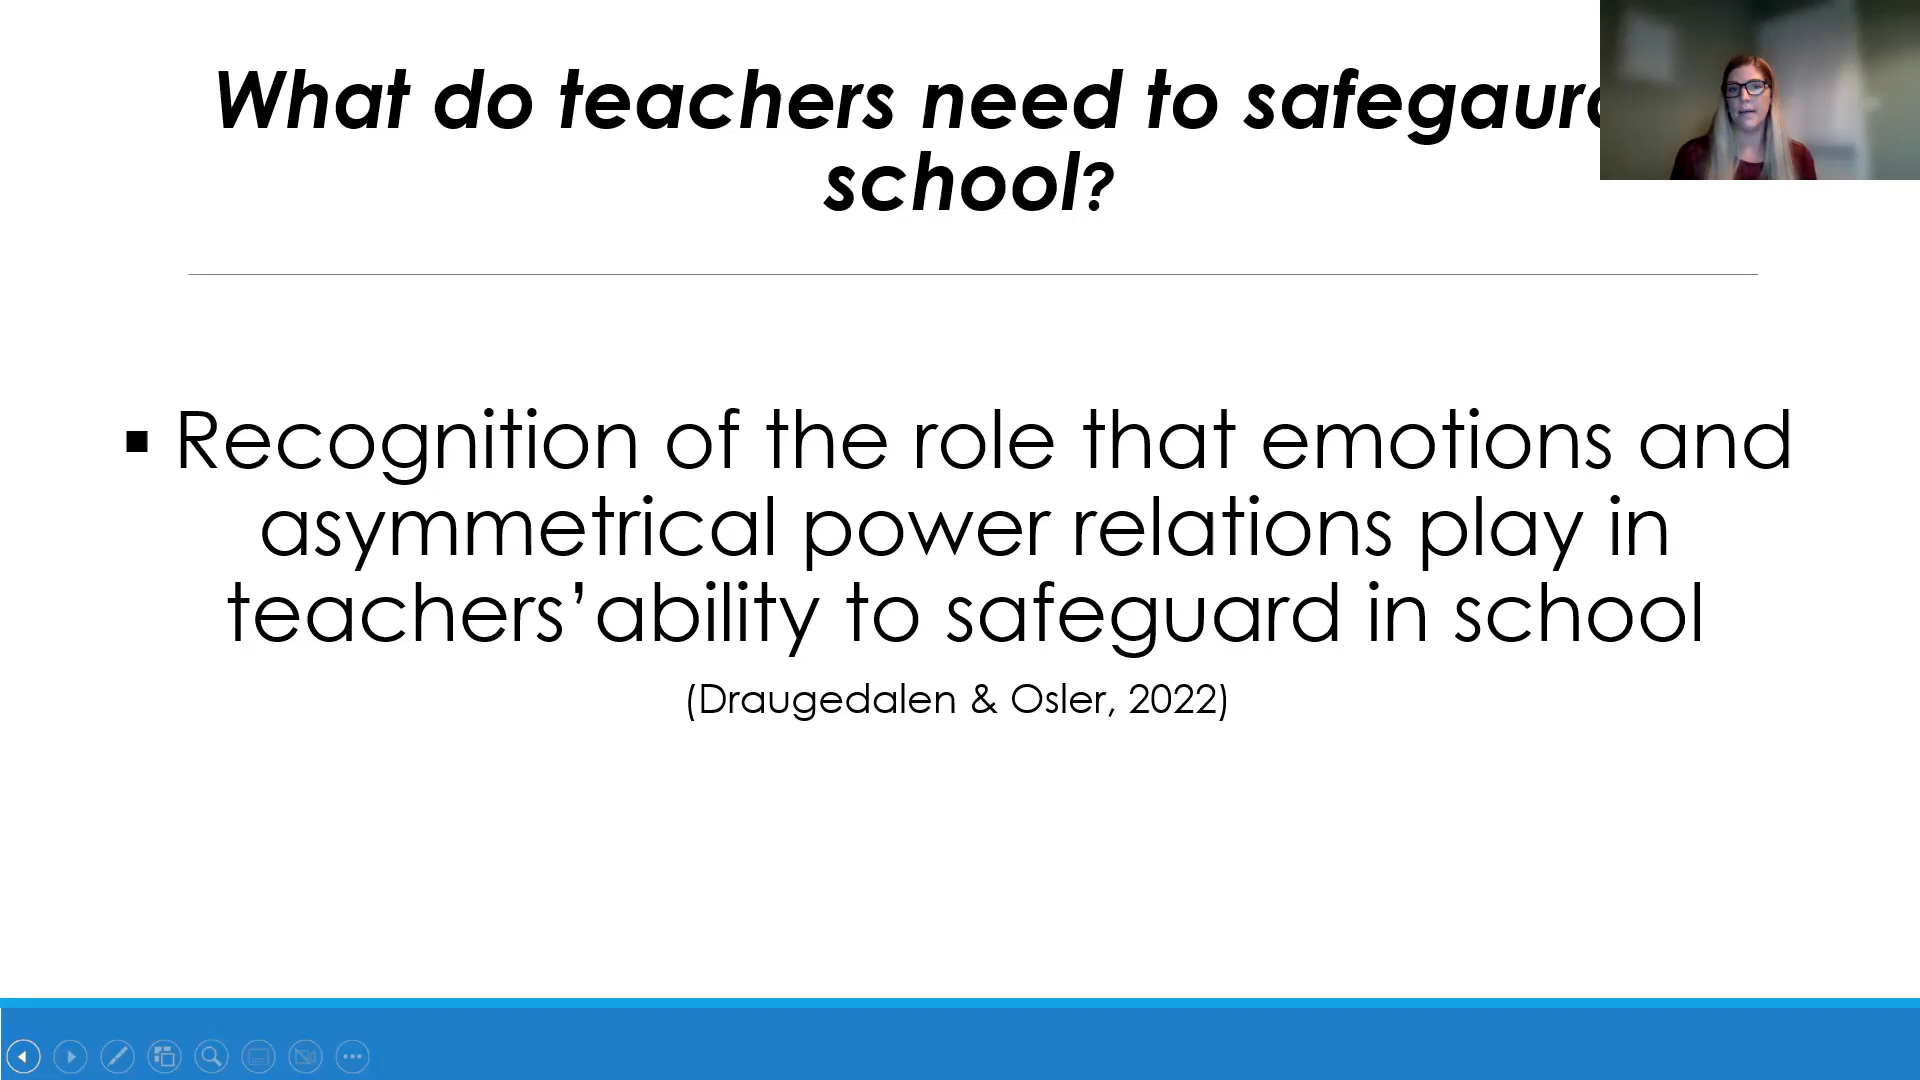 What do teachers need to safegaur
school?
▪ Recognition of the role that emotions and
asymmetrical power relations play in
teachers’ability to safeguard in school
(Draugedalen & Osler, 2022)